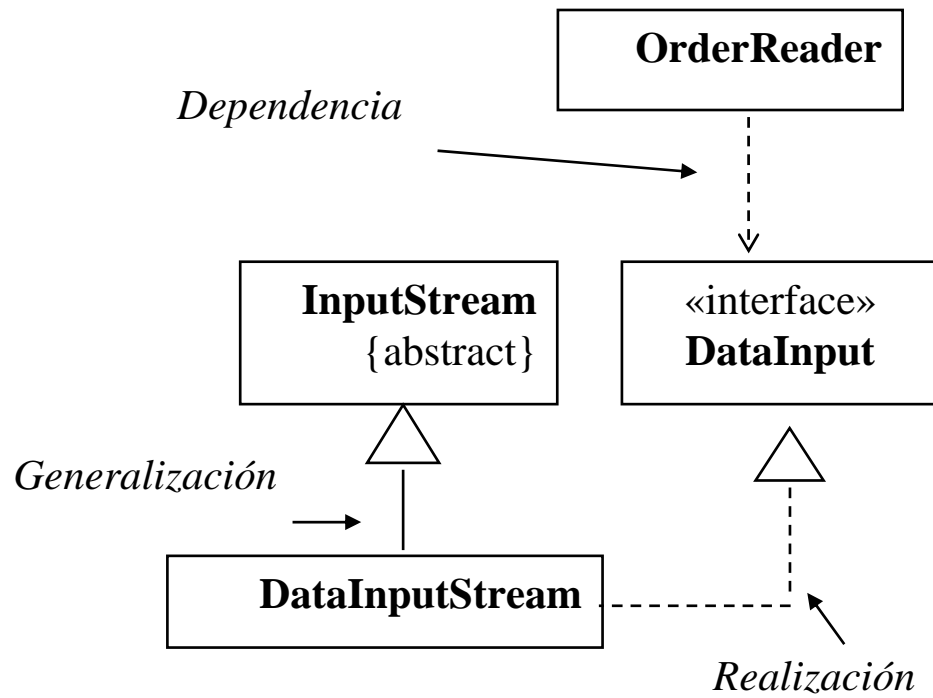 OrderReader
Dependencia
InputStream
{abstract}
«interface»
DataInput
Generalización
DataInputStream
Realización